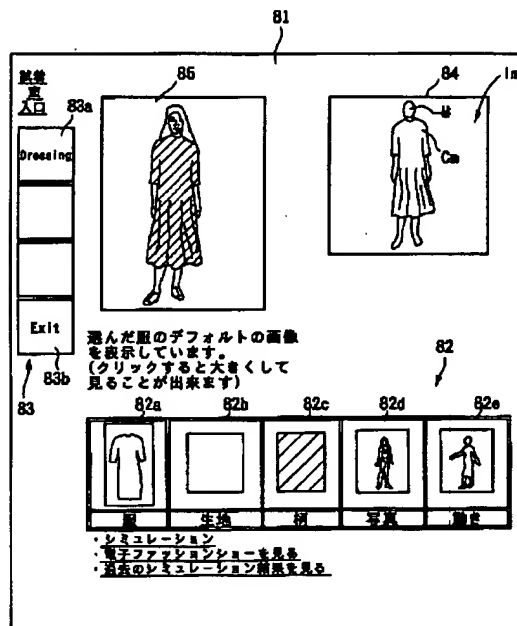 81
85
84
Im
試着
室
入口
83a
M
Cm
Dressing
Exit
83b
83
選んだ服のデフォルトの画像
を表示しています。
(クリックすると大きくして
見ることが出来ます)
82
82a
82b
82c
82d
82e
服
生地
柄
写真
動き
・シミュレーション
・電子ファッションショーを見る
・過去のシミュレーション結果を見る